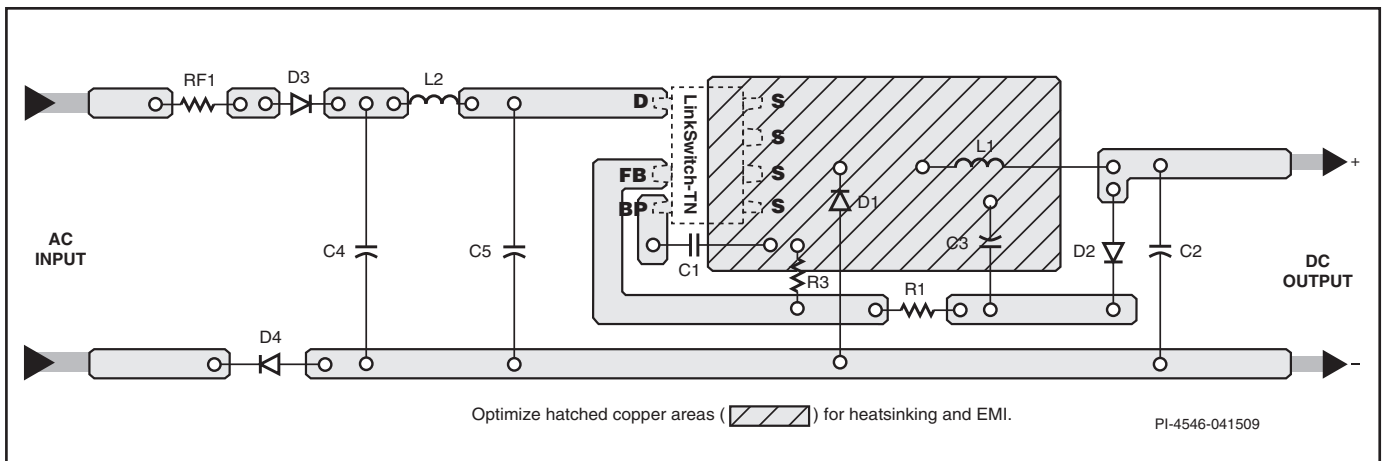 RF1
D3
L2
D
LinkSwitch-TN
S
S
FB
S
BP
S
L1
+
D1
AC
INPUT
C4
C5
C1
R3
C3
D2
C2
DC
OUTPUT
R1
D4
–
Optimize hatched copper areas ( ) for heatsinking and EMI.
PI-4546-041509